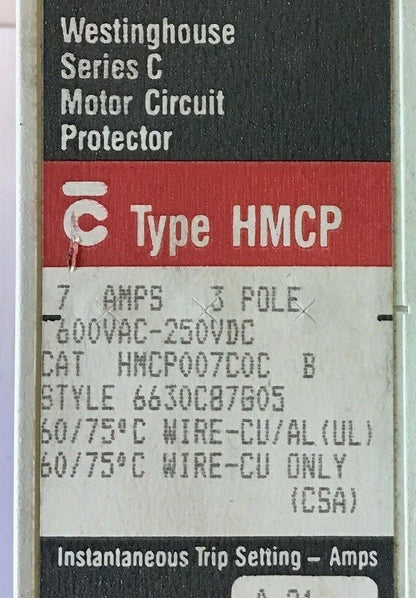 Westinghouse
Series C
Motor Circuit
Protector
C Type HMCP
7 AMPS 3 POLE
600VAC-250VDC
CAT HMCP007C0C B
STYLE 6630C87G05
60/75°C WIRE-CU/AL(UL)
60/75°C WIRE-CU ONLY
(CSA)
Instantaneous Trip Setting – Amps